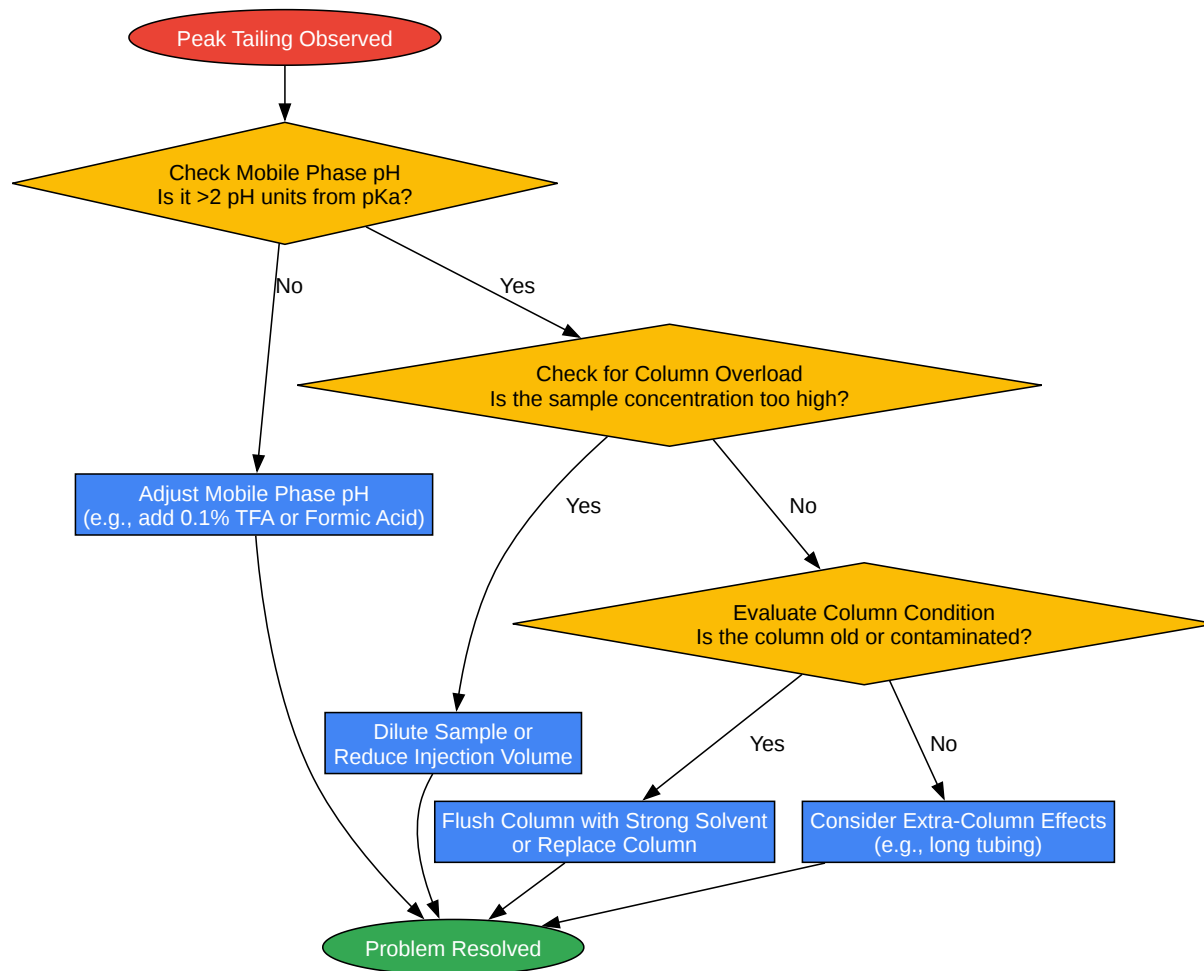 Peak Tailing Observed
Check Mobile Phase pH
Is it >2 pH units from pKa?
No
Yes
Check for Column Overload
Is the sample concentration too high?
Adjust Mobile Phase pH
(e.g., add 0.1% TFA or Formic Acid)
Yes
No
Evaluate Column Condition
Is the column old or contaminated?
Dilute Sample or
Reduce Injection Volume
Yes
No
Flush Column with Strong Solvent
or Replace Column
Consider Extra-Column Effects
(e.g., long tubing)
Problem Resolved